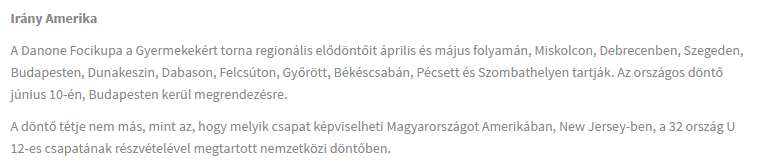 Irány Amerika
A Danone Focikupa a Gyermekekért torna regionális elődöntőit április és május folyamán, Miskolcon, Debrecenben, Szegeden,
Budapesten, Dunakeszin, Dabason, Felcsúton, Győrött, Békéscsabán, Pécsett és Szombathelyen tartják. Az országos döntő
június 10-én, Budapesten kerül megrendezésre.
A döntő tétje nem más, mint az, hogy melyik csapat képviselheti Magyarországot Amerikában, New Jersey-ben, a 32 ország U
12-es csapatának részvételével megtartott nemzetközi döntőben.